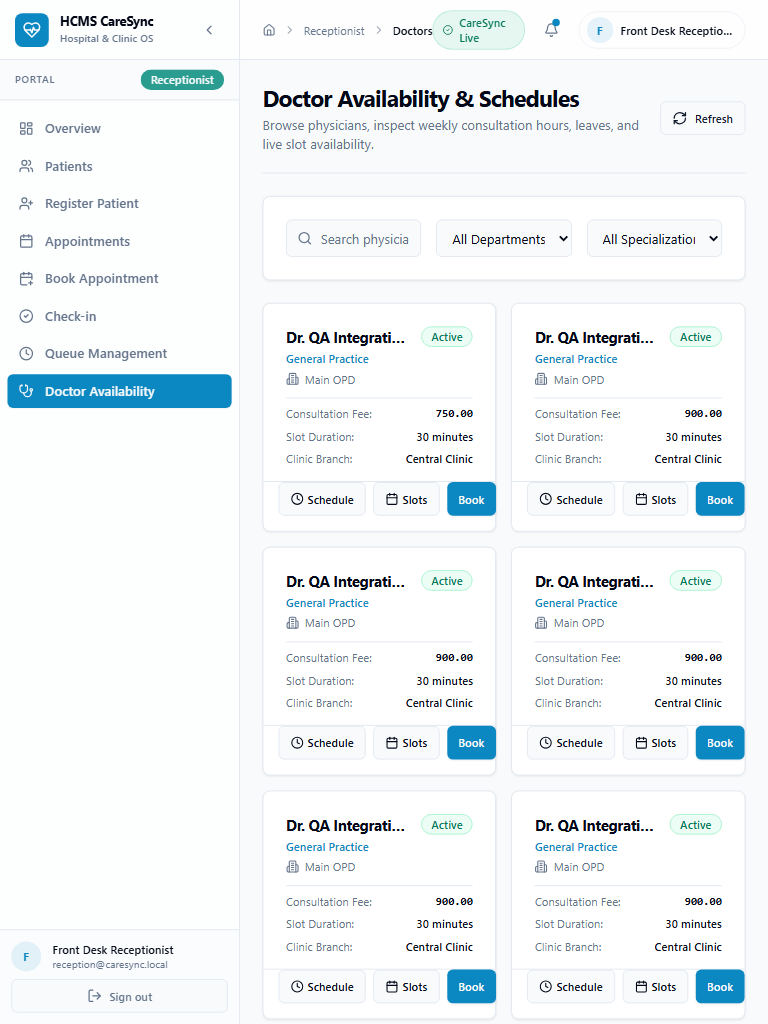 HCMS CareSync
Hospital & Clinic OS
PORTAL
Receptionist
Overview
Patients
Register Patient
Appointments
Book Appointment
Check-in
Queue Management
Doctor Availability
F
Front Desk Receptionist
reception@caresync.local
Sign out
Receptionist
Doctors
CareSync
Live
F
Front Desk Receptio...
Doctor Availability & Schedules
Browse physicians, inspect weekly consultation hours, leaves, and
live slot availability.
Refresh
Search physicia
All Departments
All Specialization
Dr. QA Integrati...
Active
General Practice
Main OPD
Consultation Fee:
750.00
Slot Duration:
30 minutes
Clinic Branch:
Central Clinic
Schedule
Slots
Book
Dr. QA Integrati...
Active
General Practice
Main OPD
Consultation Fee:
900.00
Slot Duration:
30 minutes
Clinic Branch:
Central Clinic
Schedule
Slots
Book
Dr. QA Integrati...
Active
General Practice
Main OPD
Consultation Fee:
900.00
Slot Duration:
30 minutes
Clinic Branch:
Central Clinic
Schedule
Slots
Book
Dr. QA Integrati...
Active
General Practice
Main OPD
Consultation Fee:
900.00
Slot Duration:
30 minutes
Clinic Branch:
Central Clinic
Schedule
Slots
Book
Dr. QA Integrati...
Active
General Practice
Main OPD
Consultation Fee:
900.00
Slot Duration:
30 minutes
Clinic Branch:
Central Clinic
Schedule
Slots
Book
Dr. QA Integrati...
Active
General Practice
Main OPD
Consultation Fee:
900.00
Slot Duration:
30 minutes
Clinic Branch:
Central Clinic
Schedule
Slots
Book